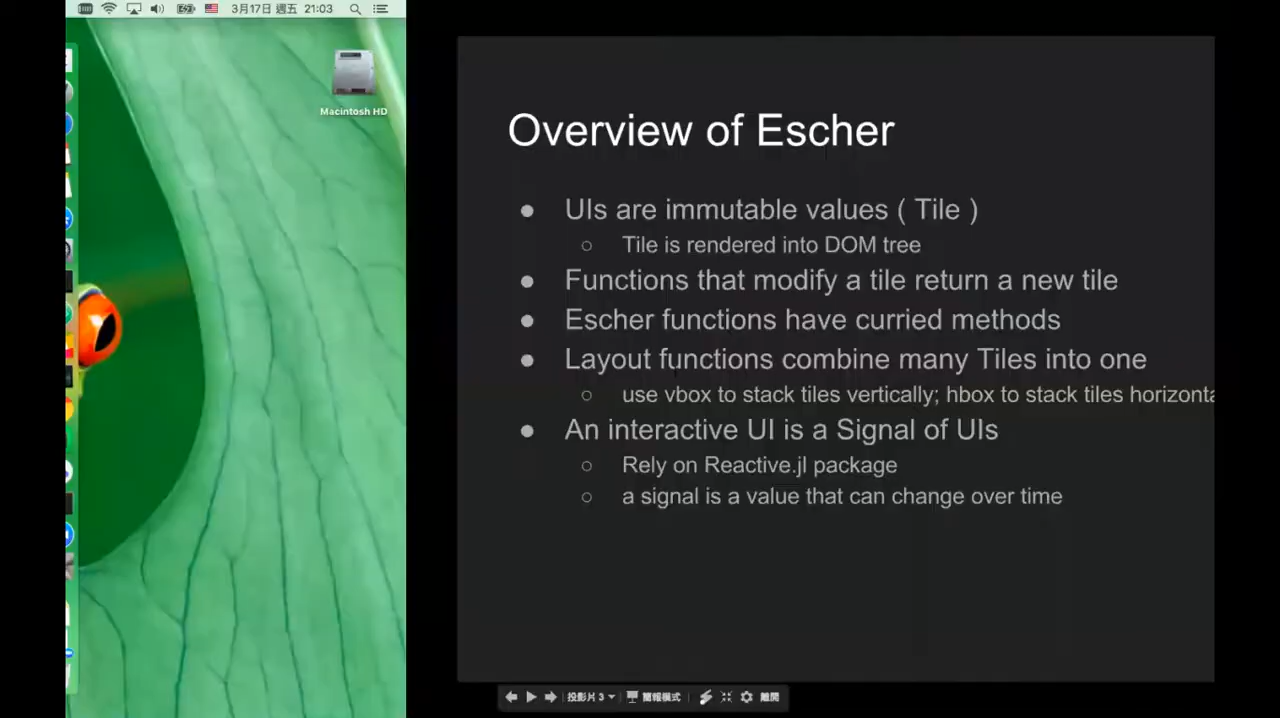 3月17日 週五 21:03
Macintosh HD
Overview of Escher
● UIs are immutable values ( Tile )
○ Tile is rendered into DOM tree
● Functions that modify a tile return a new tile
● Escher functions have curried methods
● Layout functions combine many Tiles into one
○ use vbox to stack tiles vertically; hbox to stack tiles horizonta
● An interactive UI is a Signal of UIs
○ Rely on Reactive.jl package
○ a signal is a value that can change over time
投影片 3 簡報模式 離開